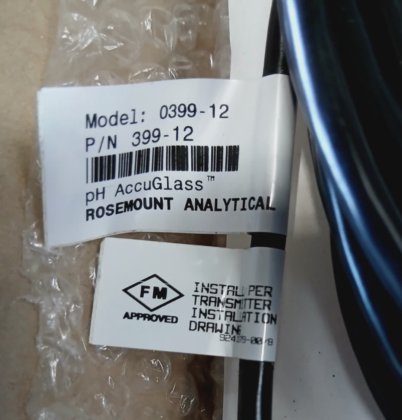 Model: 0399-12
P/N 399-12
pH AccuGlass™
ROSEMOUNT ANALYTICAL
FM
APPROVED
INSTALL PER
TRANSMITTER
INSTALLATION
DRAWING